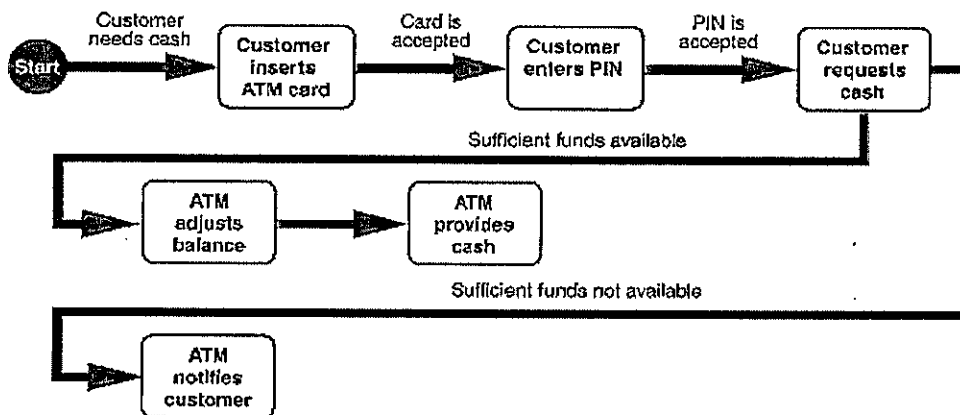 Customer
needs cash
Card is
accepted
PIN is
accepted
Start
Customer
inserts
ATM card
Customer
enters PIN
Customer
requests
cash
Sufficient funds available
ATM
adjusts
balance
ATM
provides
cash
Sufficient funds not available
ATM
notifies
customer